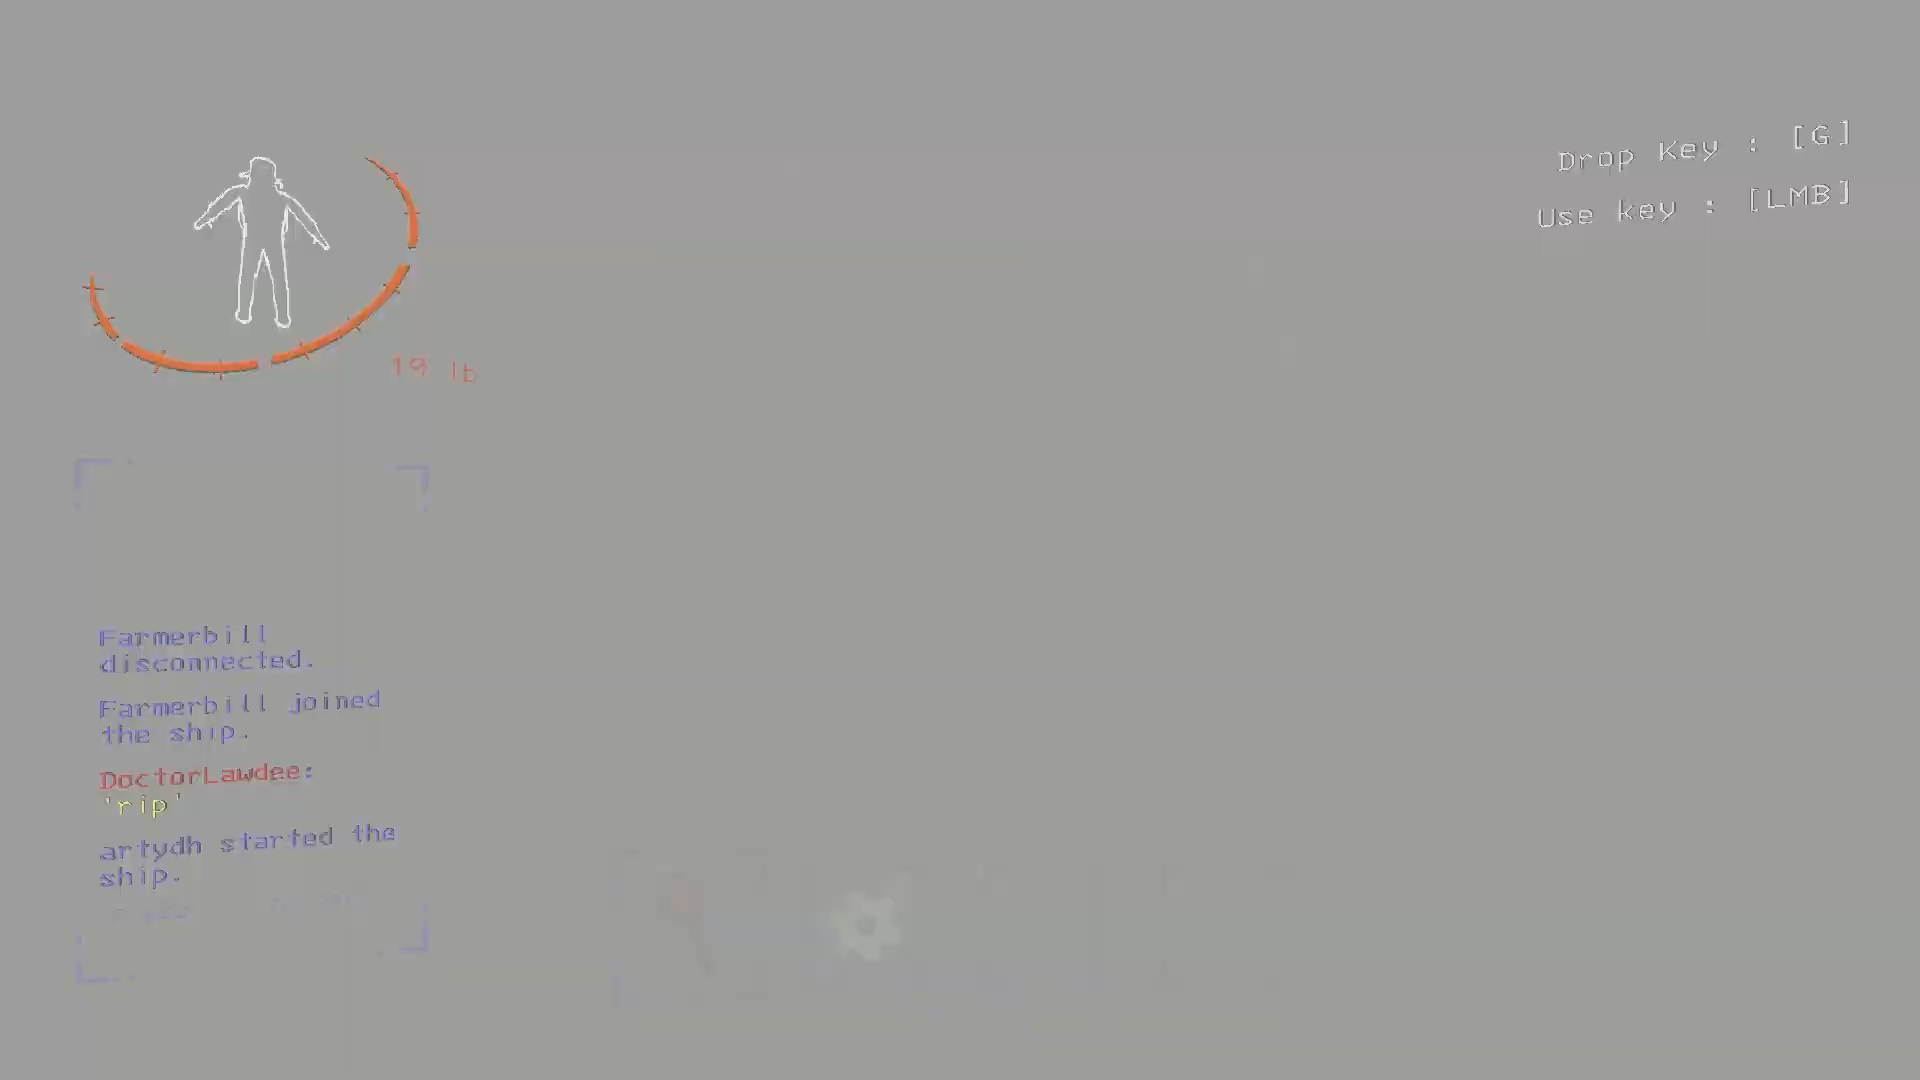 Drop Key : [G]
Use key : [LMB]
19 lb
Farmerbill
disconnected.
Farmerbill joined
the ship.
DoctorLawdee:
'rip'
artydh started the
ship.